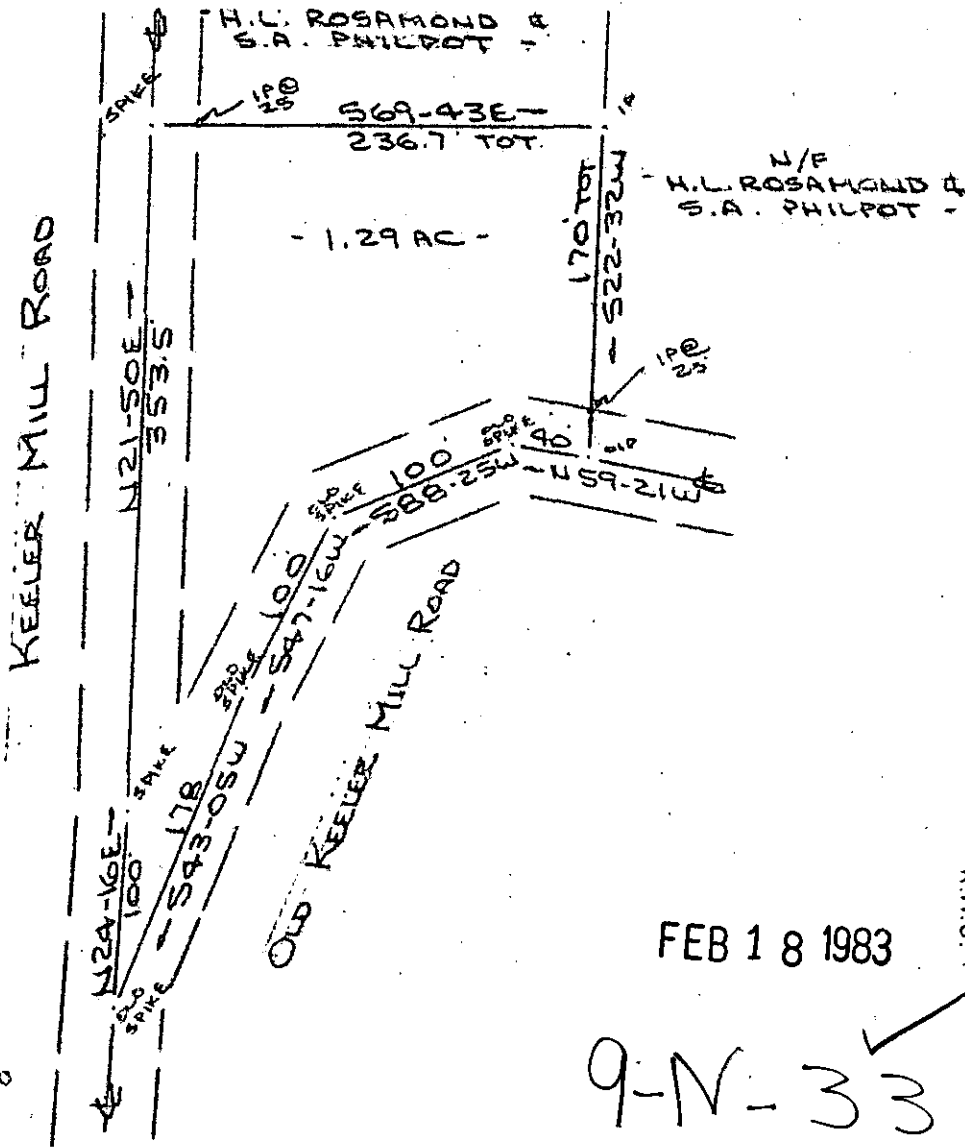 H.L. ROSAMOND &
S.A. PHILPOT -
SPIKE
IP@
25
S69-43E-
236.7' TOT.
N/F
- H.L. ROSAMOND &
S.A. PHILPOT -
- 1.29 AC -
170' TOT
- S22-32W
KEELER MILL ROAD
N21-50E -
353.5
IP@
25'
OLD
SPIKE
40'
OIP
- N59-21W
100'
- S88-25W
OLD
SPIKE
100'
- S47-16W
OLD
SPIKE
SPIKE
178
- S43-05W
OLD KEELER MILL ROAD
N24-16E -
100'
OLD
SPIKE
FEB 18 1983
9-N-33